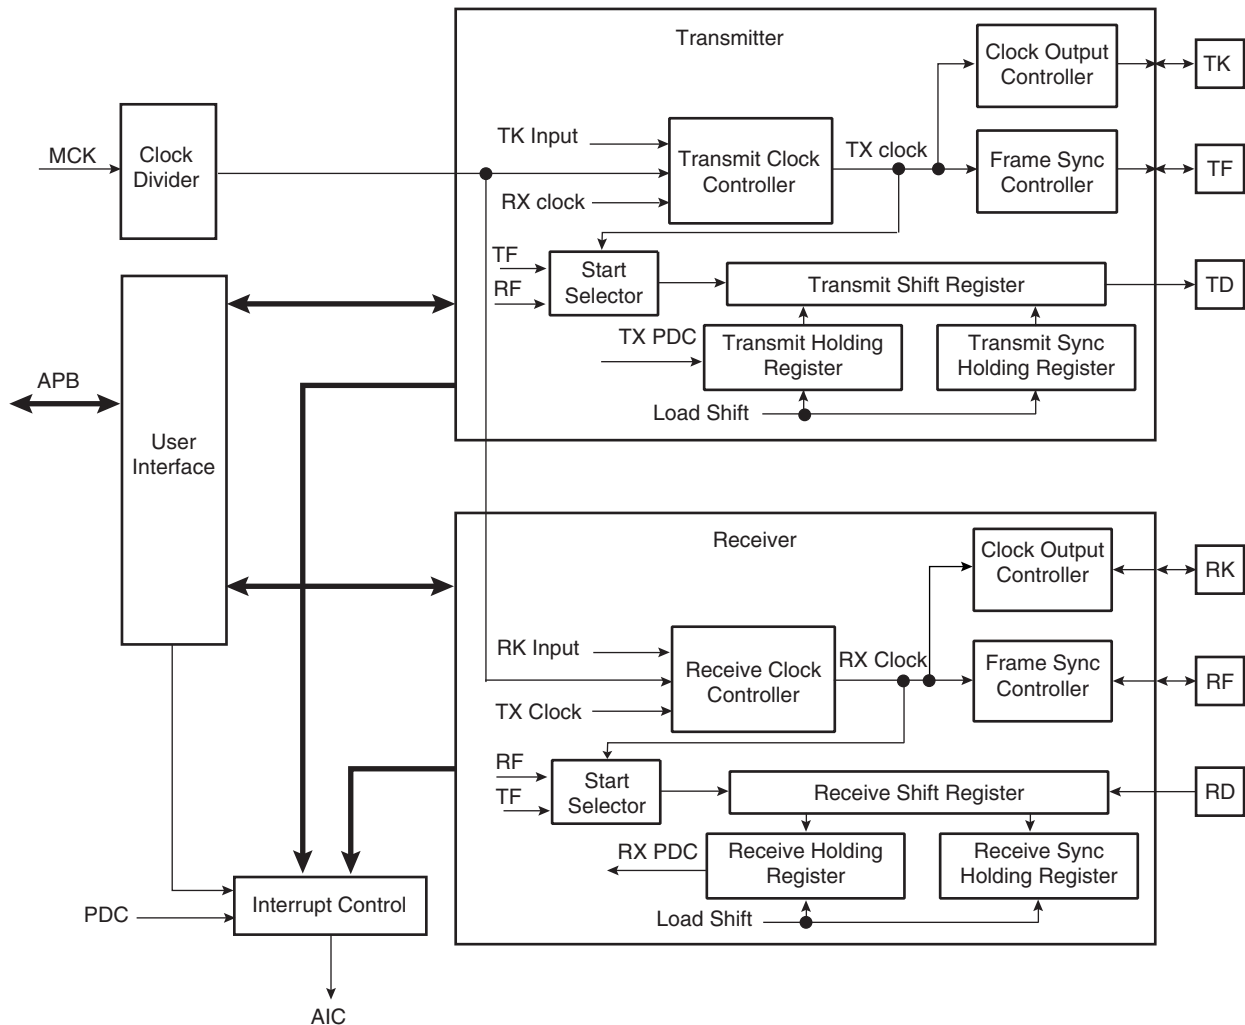 Transmitter
Clock Output
Controller
TK
MCK
Clock
Divider
TK Input
Transmit Clock
Controller
TX clock
Frame Sync
Controller
TF
RX clock
TF
RF
Start
Selector
Transmit Shift Register
TD
TX PDC
Transmit Holding
Register
Transmit Sync
Holding Register
Load Shift
APB
User
Interface
Receiver
Clock Output
Controller
RK
RK Input
Receive Clock
Controller
RX Clock
Frame Sync
Controller
RF
TX Clock
RF
TF
Start
Selector
Receive Shift Register
RD
RX PDC
Receive Holding
Register
Receive Sync
Holding Register
Load Shift
PDC
Interrupt Control
AIC